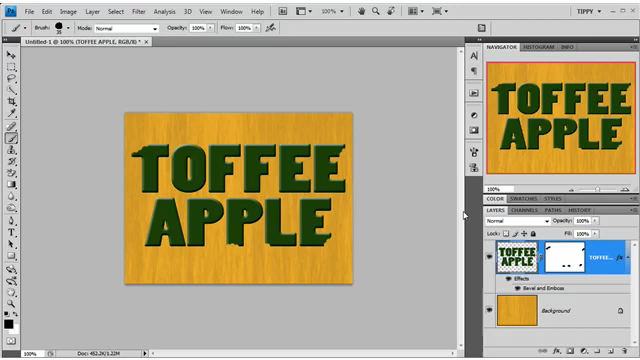 Ps File Edit Image Layer Select Filter Analysis 3D View Window Help 100% TIPPY
Brush: 35 Mode: Normal Opacity: 100% Flow: 100%
Untitled-1 @ 100% (TOFFEE APPLE, RGB/8) *
TOFFEE
APPLE
100% Doc: 452.2K/1.22M
NAVIGATOR HISTOGRAM INFO
TOFFEE
APPLE
100%
COLOR SWATCHES STYLES
LAYERS CHANNELS PATHS HISTORY
Normal Opacity: 100%
Lock: Fill: 100%
TOFFEE
APPLE
TOFFEE... fx
Effects
Bevel and Emboss
Background